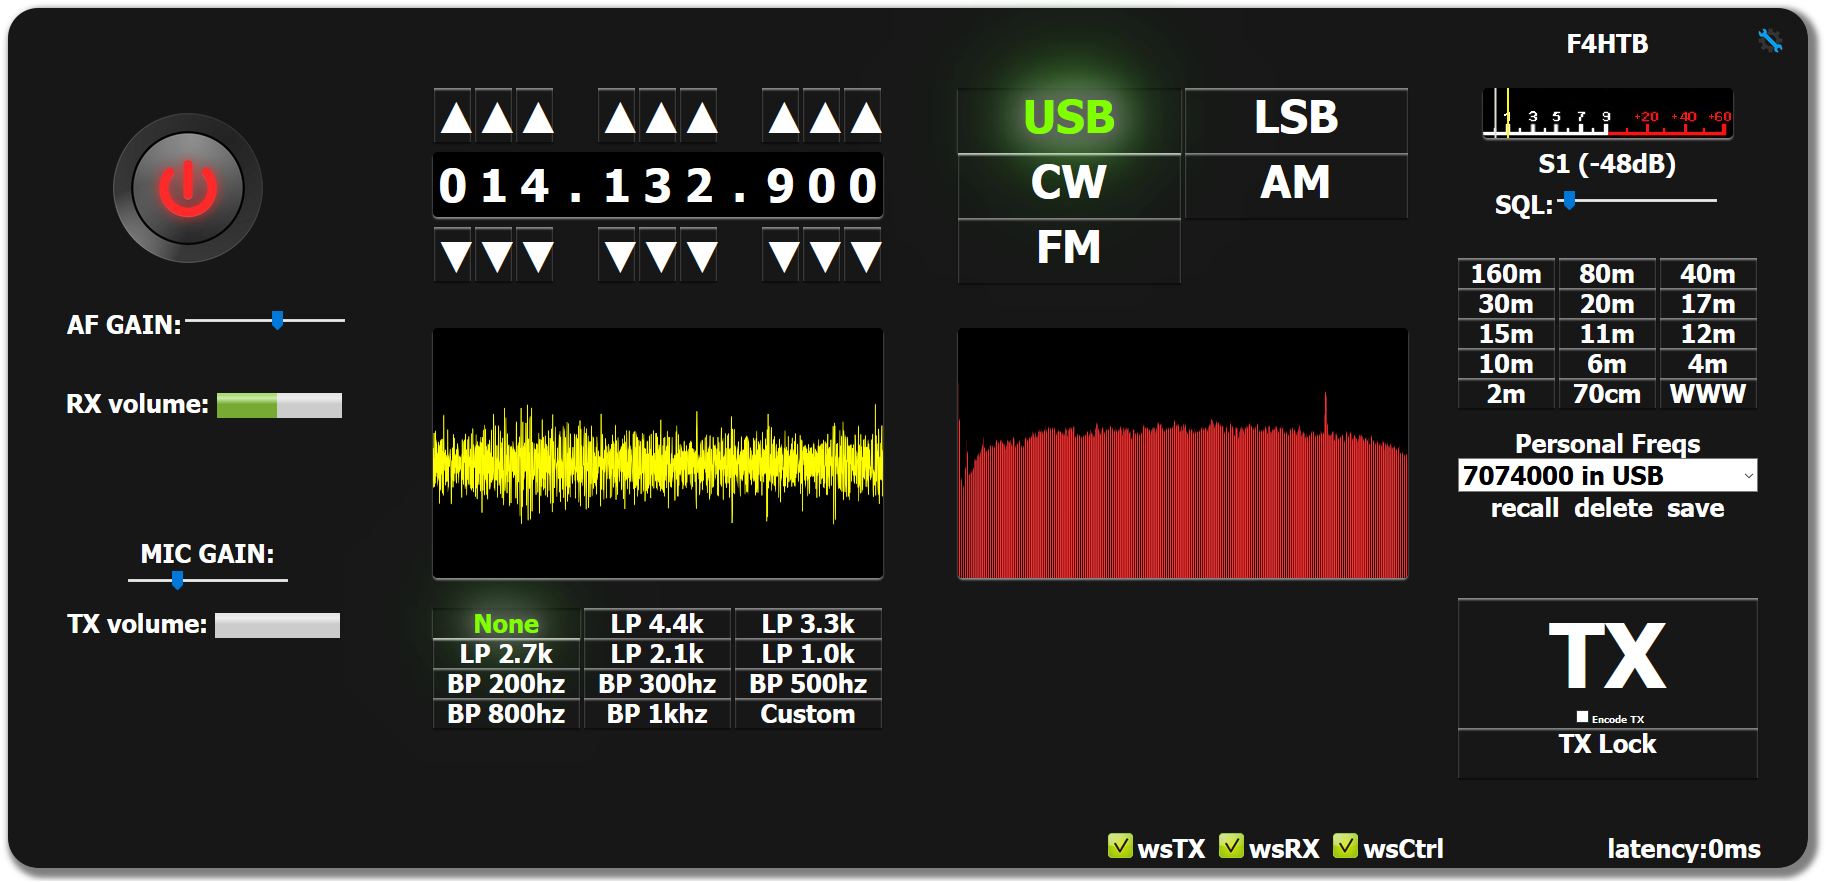 F4HTB
014.132.900
USB
LSB
CW
AM
FM
1 3 5 7 9 +20 +40 +60
S1 (-48dB)
SQL:
AF GAIN:
RX volume:
MIC GAIN:
TX volume:
160m 80m 40m
30m 20m 17m
15m 11m 12m
10m 6m 4m
2m 70cm WWW
Personal Freqs
7074000 in USB
recall delete save
None LP 4.4k LP 3.3k
LP 2.7k LP 2.1k LP 1.0k
BP 200hz BP 300hz BP 500hz
BP 800hz BP 1khz Custom
TX
Encode TX
TX Lock
wsTX wsRX wsCtrl
latency:0ms